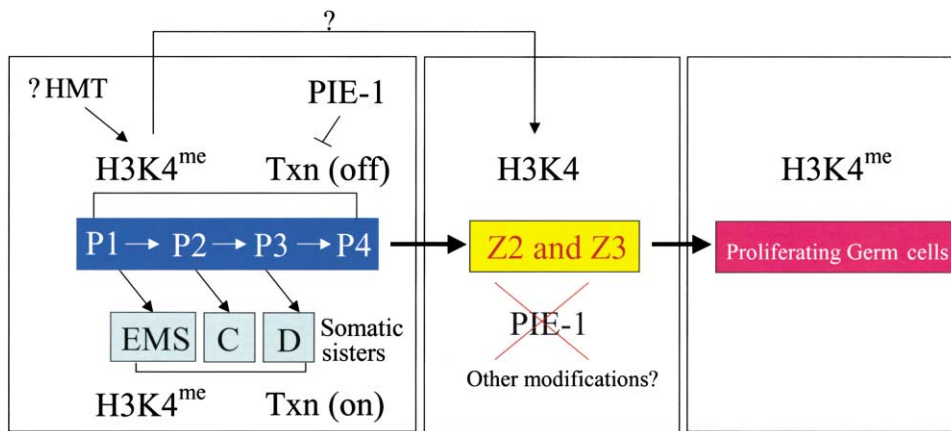 ?
?HMT
PIE-1
H3K4me
Txn (off)
P1 → P2 → P3 → P4
EMS
C
D
Somatic
sisters
H3K4me
Txn (on)
H3K4
Z2 and Z3
PIE-1
Other modifications?
H3K4me
Proliferating Germ cells